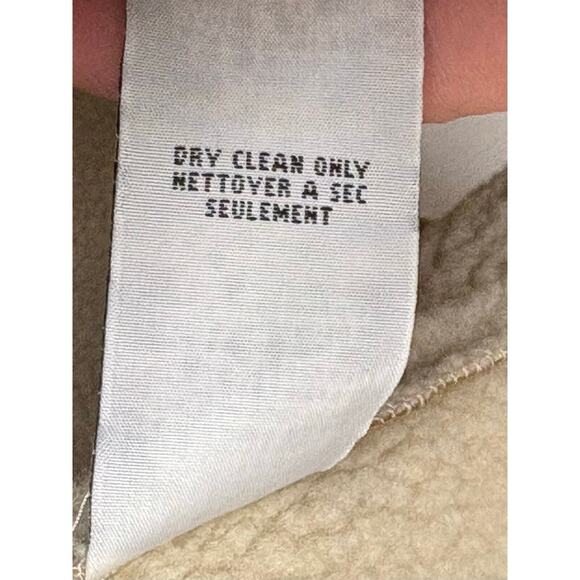 DRY CLEAN ONLY
NETTOYER A SEC
SEULEMENT